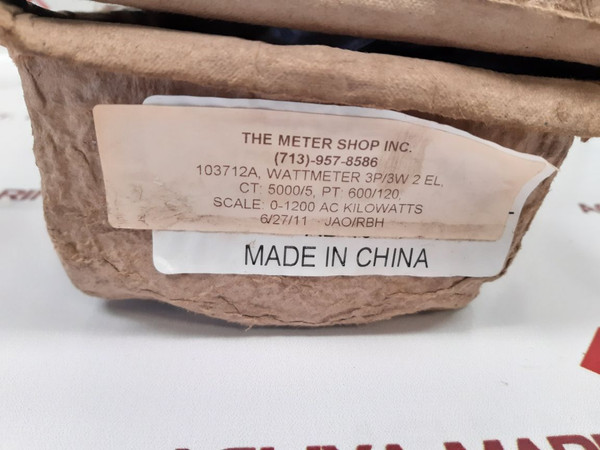 THE METER SHOP INC.
(713)-957-8586
103712A, WATTMETER 3P/3W 2 EL,
CT: 5000/5, PT: 600/120,
SCALE: 0-1200 AC KILOWATTS
6/27/11 JAO/RBH
MADE IN CHINA